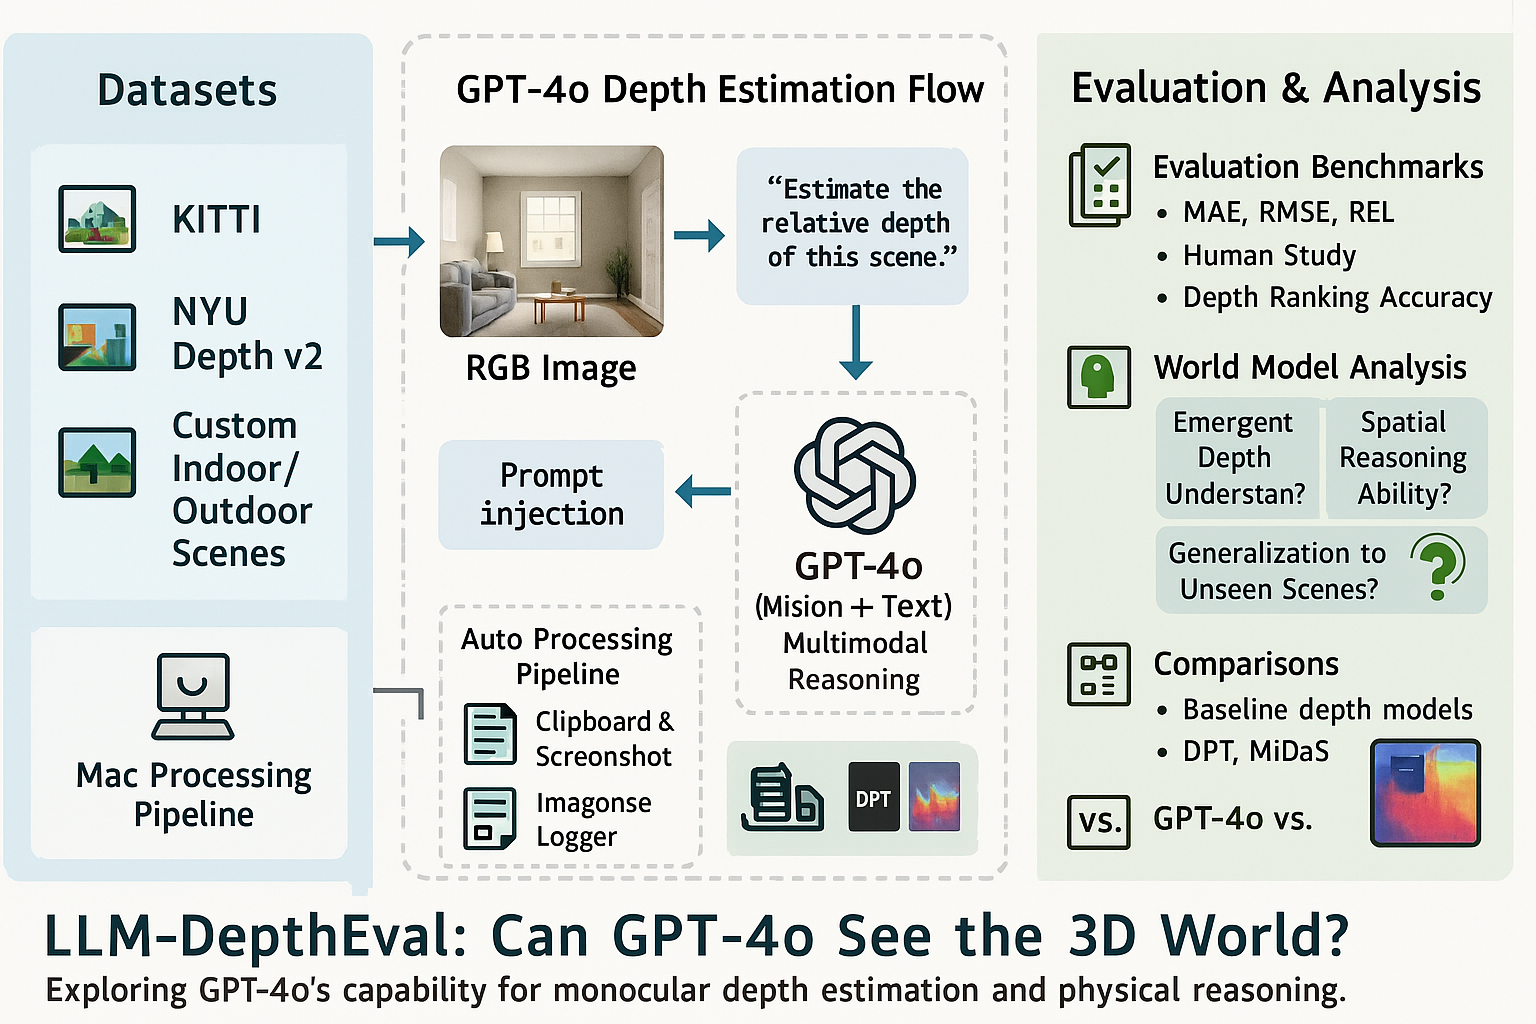 Datasets
KITTI
NYU
Depth v2
Custom
Indoor/
Outdoor
Scenes
Mac Processing
Pipeline
GPT-4o Depth Estimation Flow
RGB Image
“Estimate the
relative depth
of this scene.”
Prompt
injection
GPT-4o
(Mision + Text)
Multimodal
Reasoning
Auto Processing
Pipeline
Clipboard &
Screonshot
Imagonse
Logger
DPT
Evaluation & Analysis
Evaluation Benchmarks
• MAE, RMSE, REL
• Human Study
• Depth Ranking Accuracy
World Model Analysis
Emergent
Depth
Understan?
Spatial
Reasoning
Ability?
Generalization to
Unseen Scenes?
?
Comparisons
• Baseline depth models
• DPT, MiDaS
vs.
GPT-4o vs.
LLM-DepthEval: Can GPT-4o See the 3D World?
Exploring GPT-4o's capability for monocular depth estimation and physical reasoning.